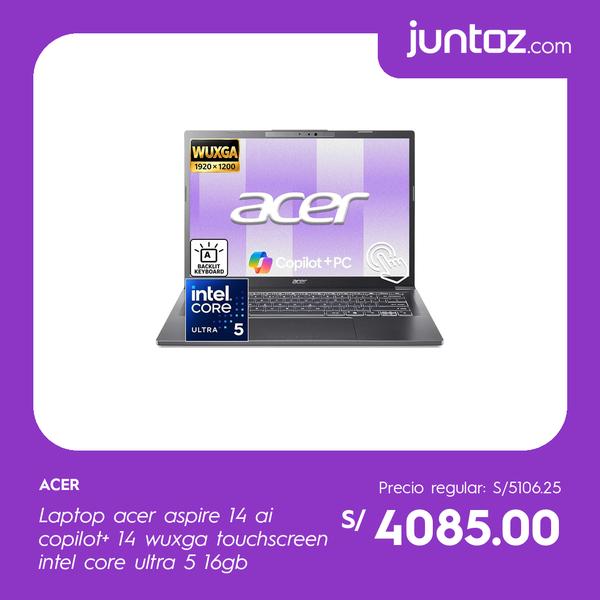 juntoz.com
WUXGA
1920 × 1200
acer
A
BACKLIT
KEYBOARD
Copilot+PC
acer
intel
CORE
ULTRA 5
ACER
Laptop acer aspire 14 ai
copilot+ 14 wuxga touchscreen
intel core ultra 5 16gb
Precio regular: S/5106.25
S/ 4085.00